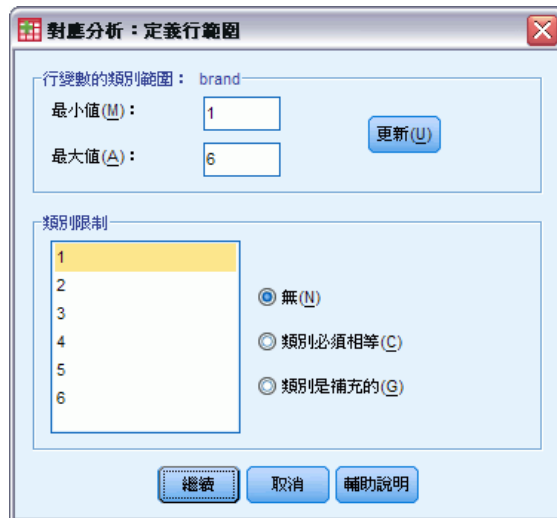 對應分析：定義行範圍
行變數的類別範圍： brand
最小值(M)：
1
更新(U)
最大值(A)：
6
類別限制
1
2
3
4
5
6
無(N)
類別必須相等(C)
類別是補充的(G)
繼續
取消
輔助說明